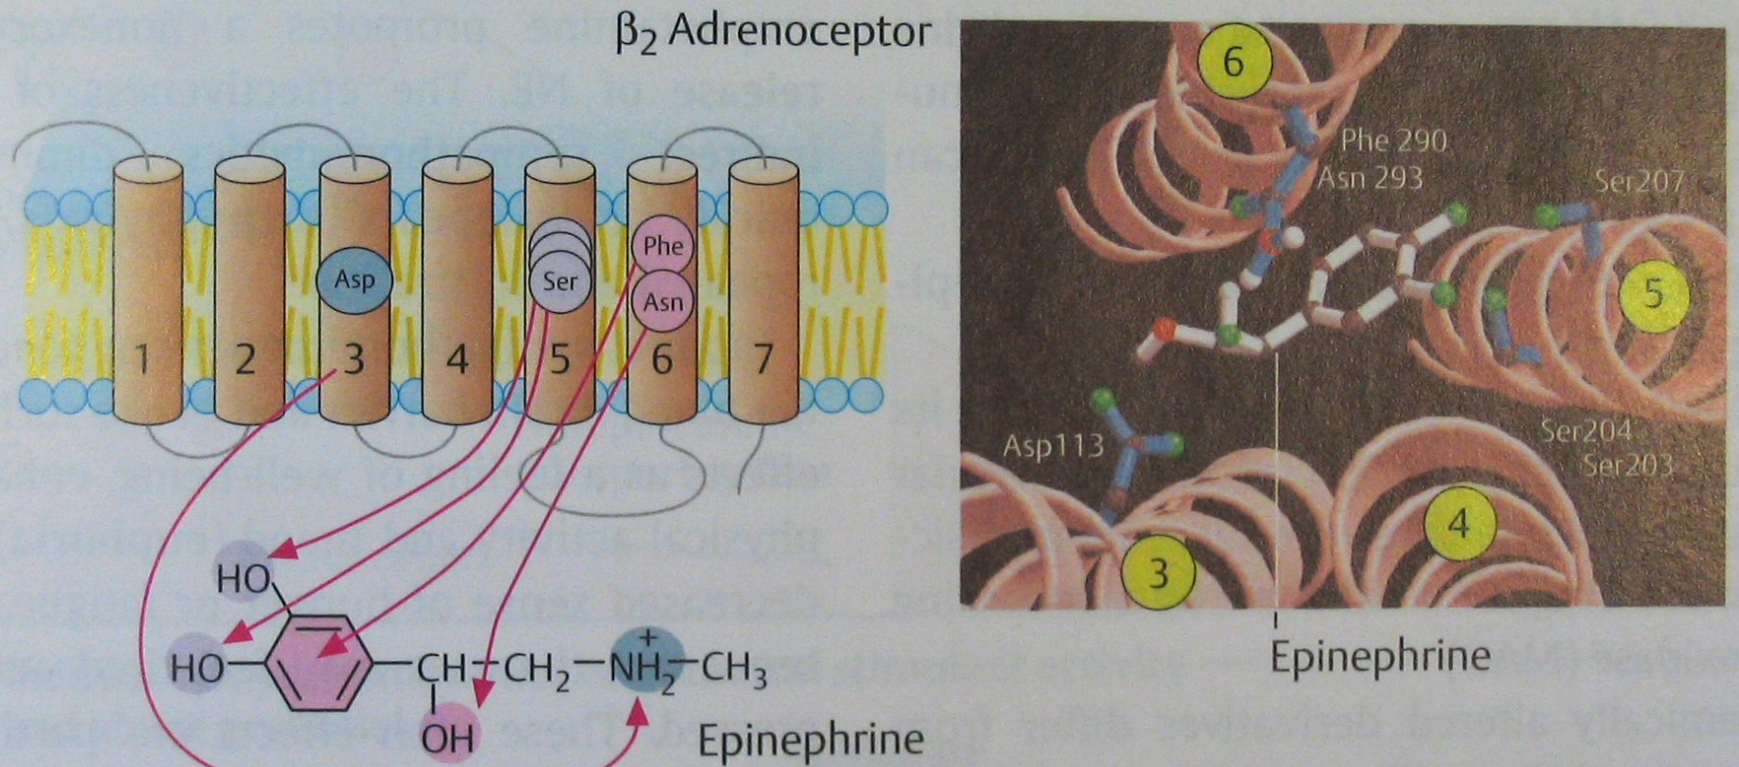 β₂ Adrenoceptor
Asp
Ser
Phe
Asn
1 2 3 4 5 6 7
HO
HO
CH
CH₂
+
NH₂
CH₃
OH
Epinephrine
6
Phe 290
Asn 293
Ser207
5
Asp113
Ser204
Ser203
4
3
Epinephrine